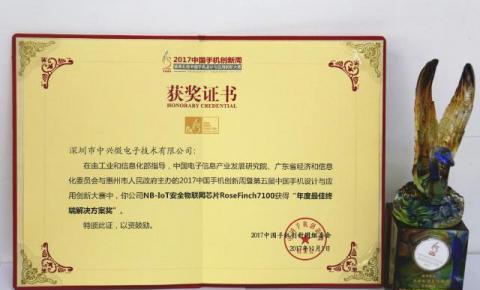 2017中国手机创新周
获奖证书
HONORARY CREDENTIAL
深圳市中兴微电子技术有限公司:
在由工业和信息化部指导，中国电子信息产业发展研究院、广东省经济和信息
化委员会与惠州市人民政府主办的2017中国手机创新周暨第五届中国手机设计与应
用创新大赛中，你公司NB-IoT安全物联网芯片RoseFinch7100获得“年度最佳终
端解决方案奖”。
特颁此证，以资鼓励。
2017中国手机创新周组委会
2017年11月